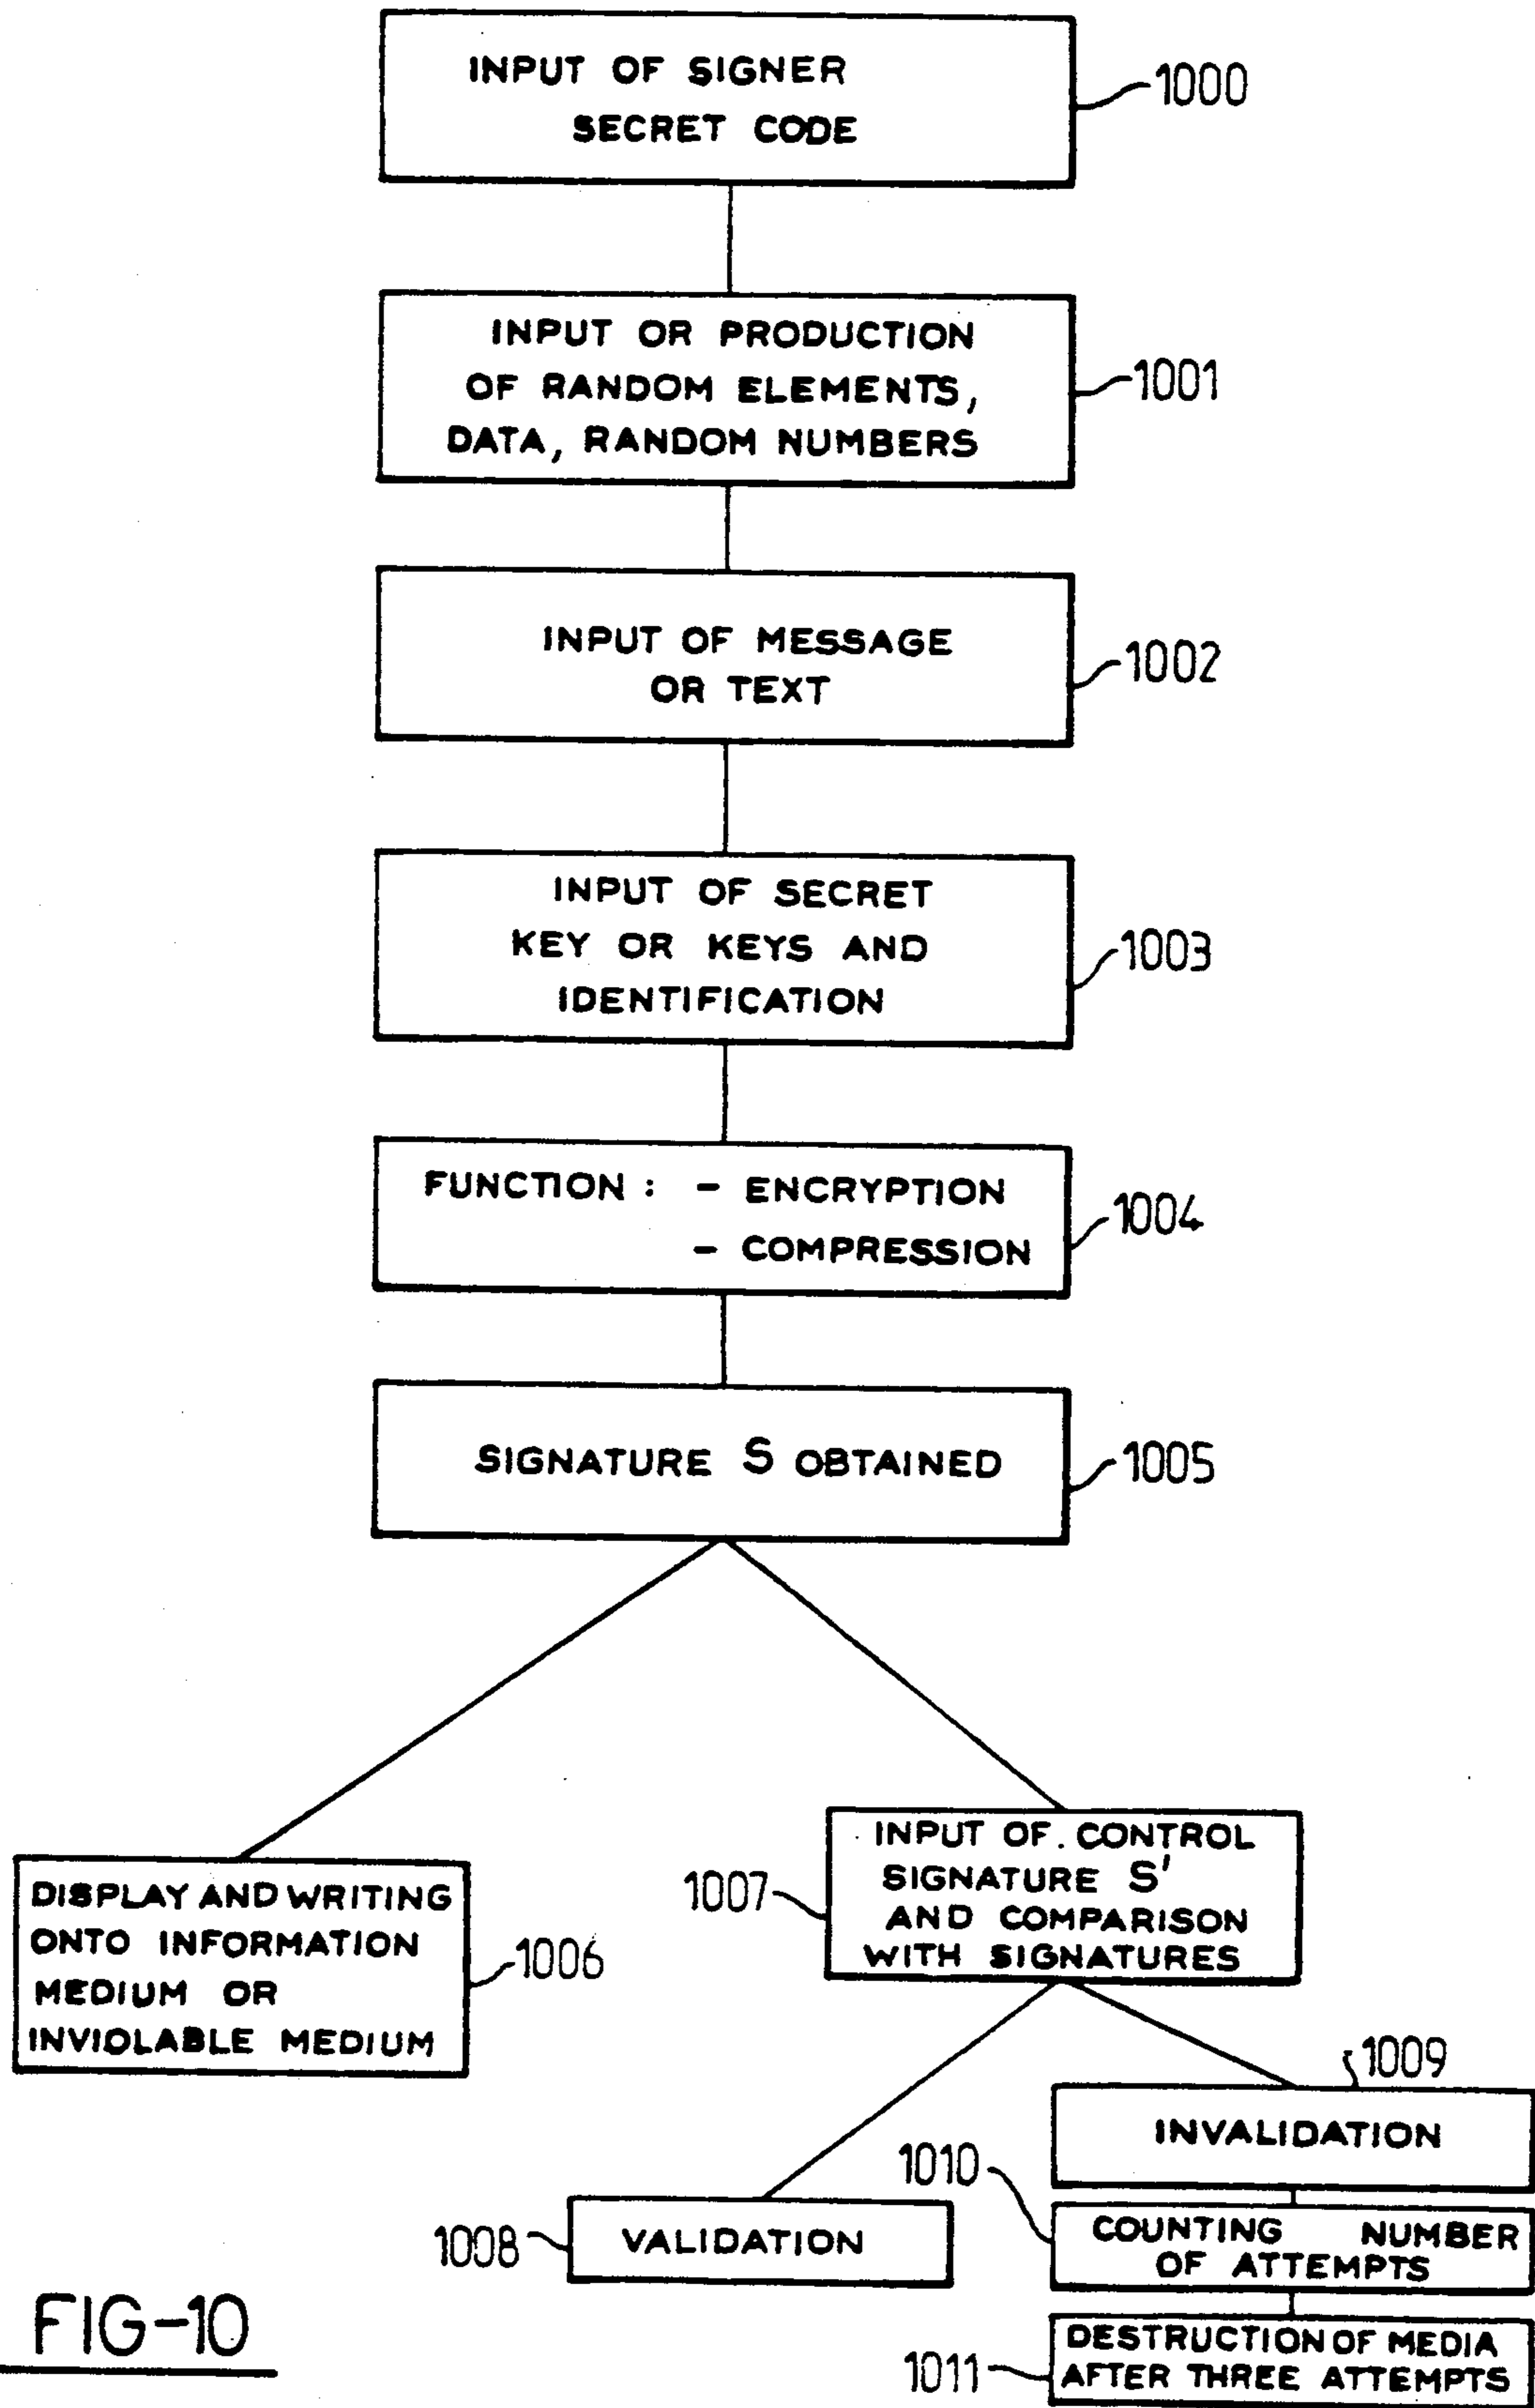 INPUT OF SIGNER
SECRET CODE
1000
INPUT OR PRODUCTION
OF RANDOM ELEMENTS,
DATA, RANDOM NUMBERS
1001
INPUT OF MESSAGE
OR TEXT
1002
INPUT OF SECRET
KEY OR KEYS AND
IDENTIFICATION
1003
FUNCTION : - ENCRYPTION
- COMPRESSION
1004
SIGNATURE S OBTAINED
1005
DISPLAY AND WRITING
ONTO INFORMATION
MEDIUM OR
INVIOLABLE MEDIUM
1006
1007
INPUT OF. CONTROL
SIGNATURE S'
AND COMPARISON
WITH SIGNATURES
1009
INVALIDATION
1010
COUNTING NUMBER
OF ATTEMPTS
1008
VALIDATION
1011
DESTRUCTION OF MEDIA
AFTER THREE ATTEMPTS
FIG-10